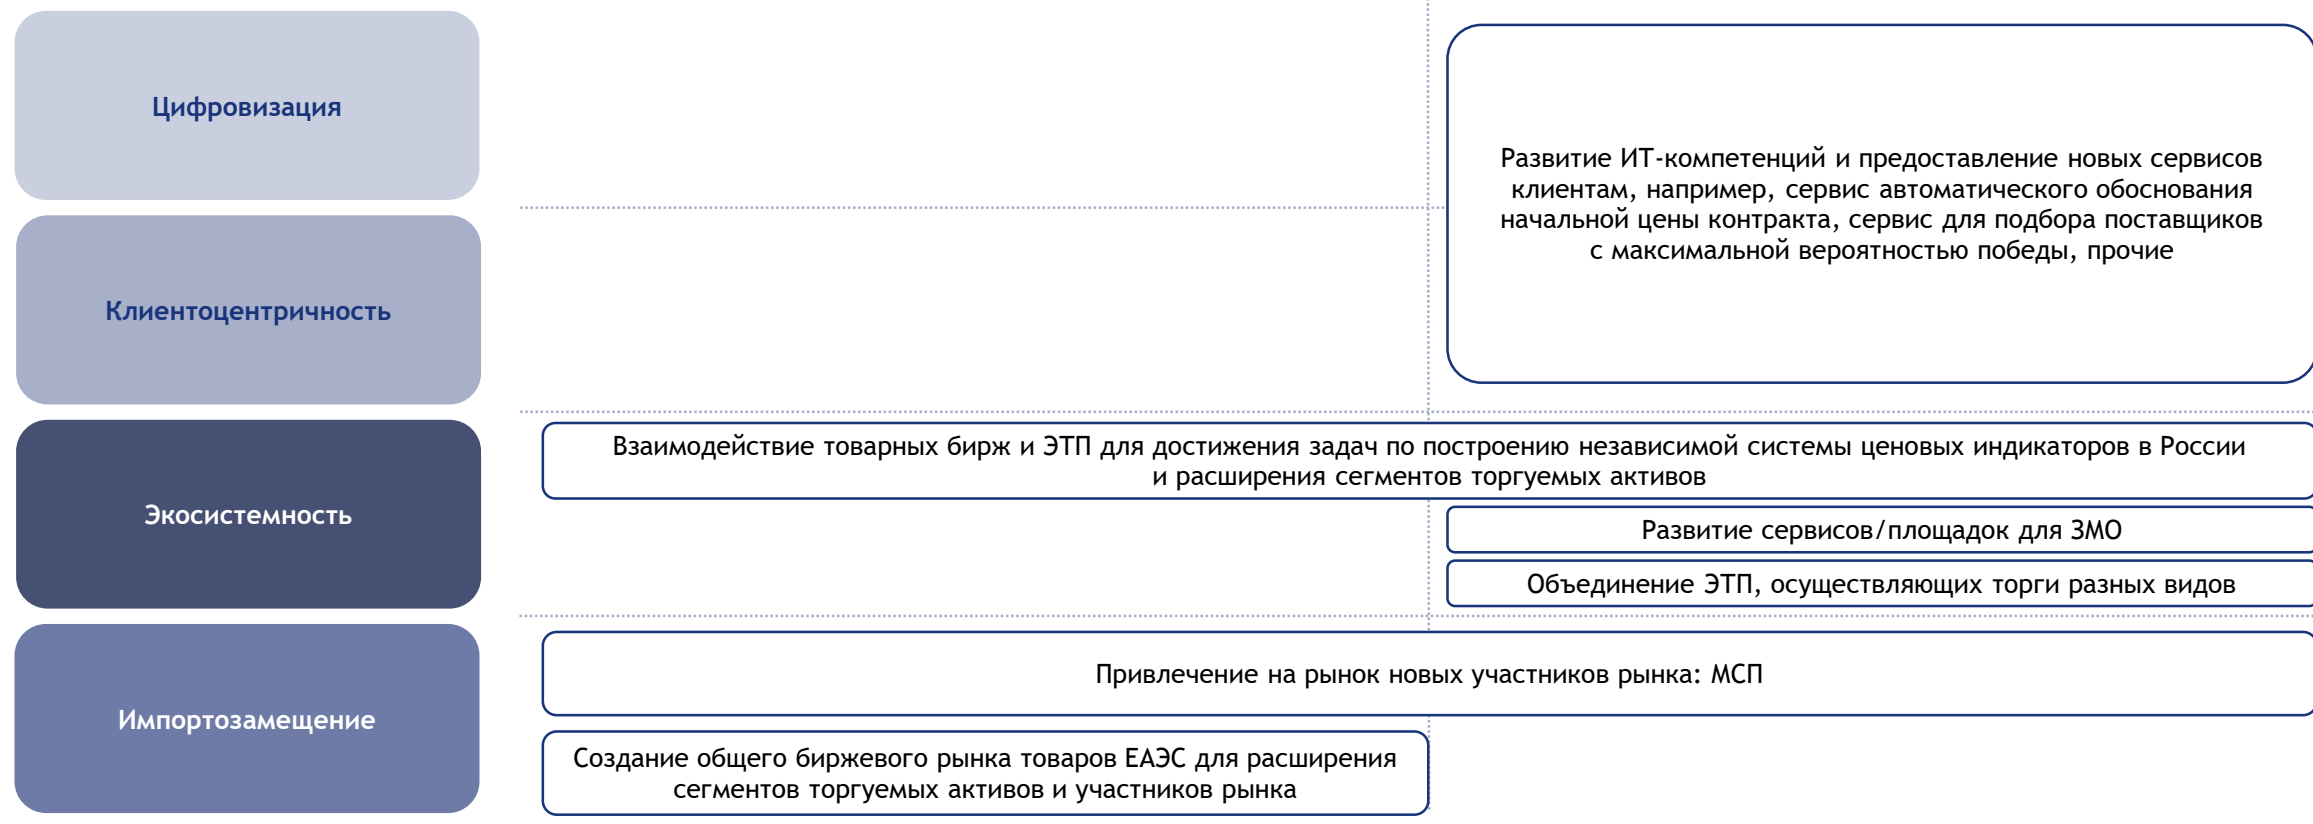 Цифровизация
Развитие ИТ-компетенций и предоставление новых сервисов
клиентам, например, сервис автоматического обоснования
начальной цены контракта, сервис для подбора поставщиков
с максимальной вероятностью победы, прочие
Клиентоцентричность
Взаимодействие товарных бирж и ЭТП для достижения задач по построению независимой системы ценовых индикаторов в России
и расширения сегментов торгуемых активов
Экосистемность
Развитие сервисов/площадок для ЗМО
Объединение ЭТП, осуществляющих торги разных видов
Привлечение на рынок новых участников рынка: МСП
Импортозамещение
Создание общего биржевого рынка товаров ЕАЭС для расширения
сегментов торгуемых активов и участников рынка